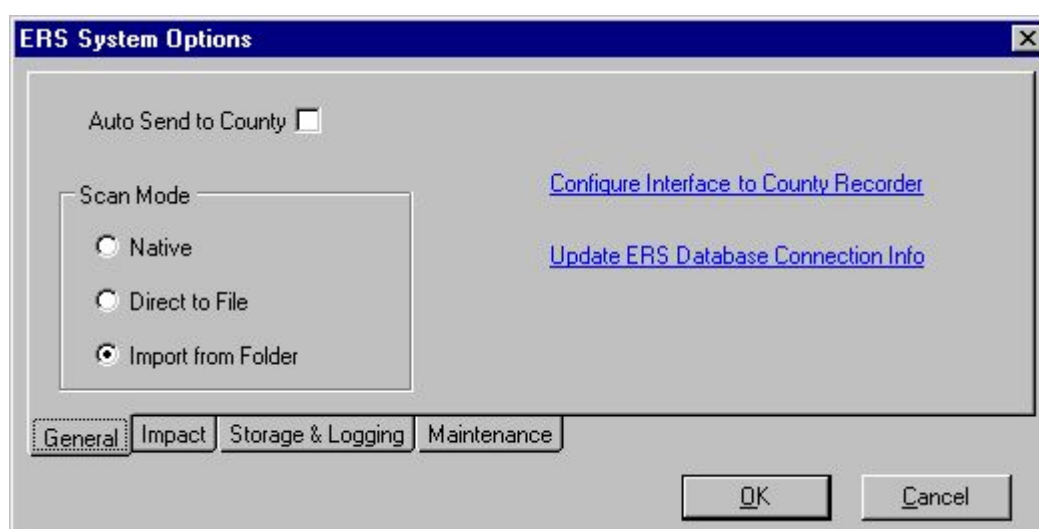 ERS System Options
Auto Send to County
Scan Mode
Native
Direct to File
Import from Folder
Configure Interface to County Recorder
Update ERS Database Connection Info
General
Impact
Storage & Logging
Maintenance
OK
Cancel